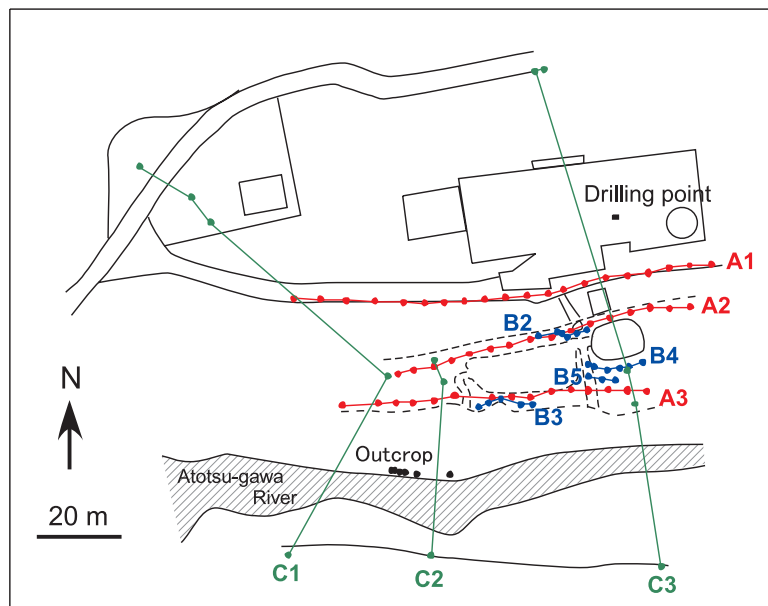 Drilling point
A1
A2
B2
B4
B5
A3
B3
N
Outcrop
Atotsu-gawa
River
20 m
C1
C2
C3